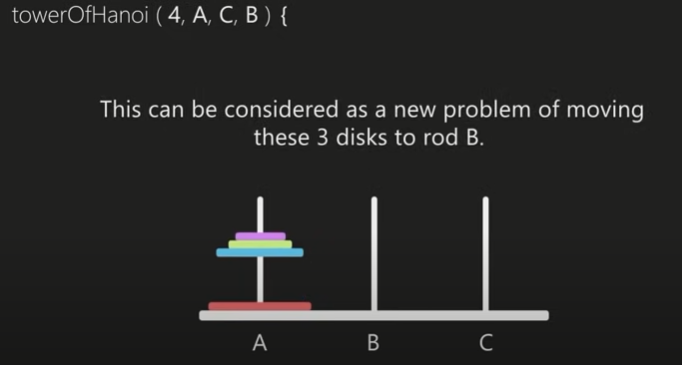 towerOfHanoi ( 4, A, C, B ) {
This can be considered as a new problem of moving
these 3 disks to rod B.
A B C